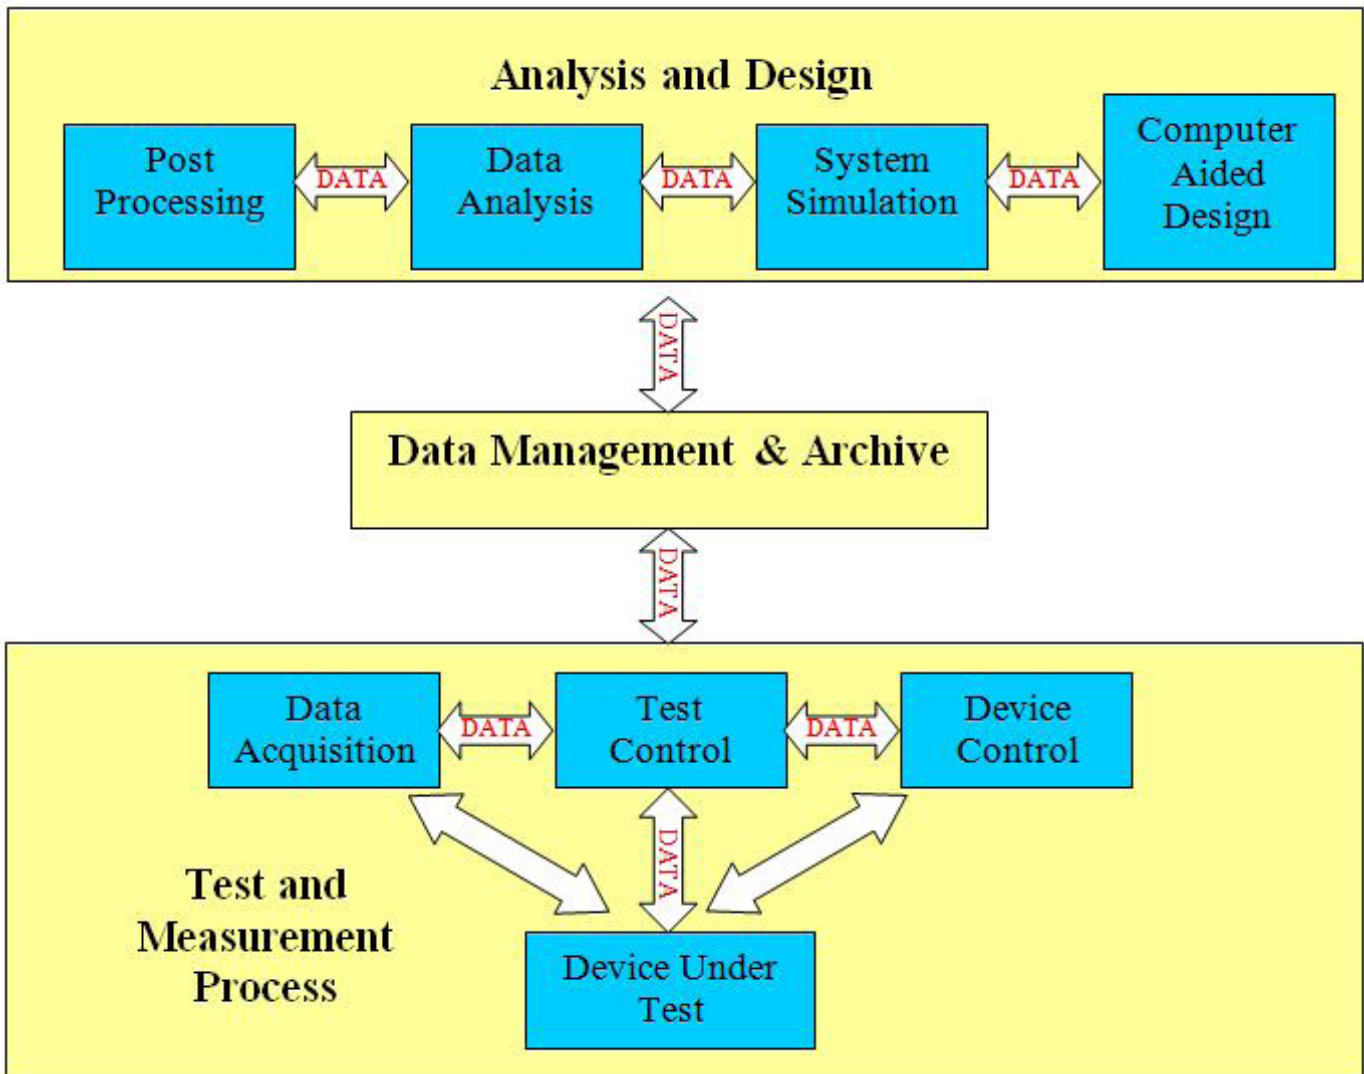 Analysis and Design
Post
Processing
DATA
Data
Analysis
DATA
System
Simulation
DATA
Computer
Aided
Design
DATA
Data Management & Archive
DATA
Data
Acquisition
DATA
Test
Control
DATA
Device
Control
DATA
Test and
Measurement
Process
Device Under
Test